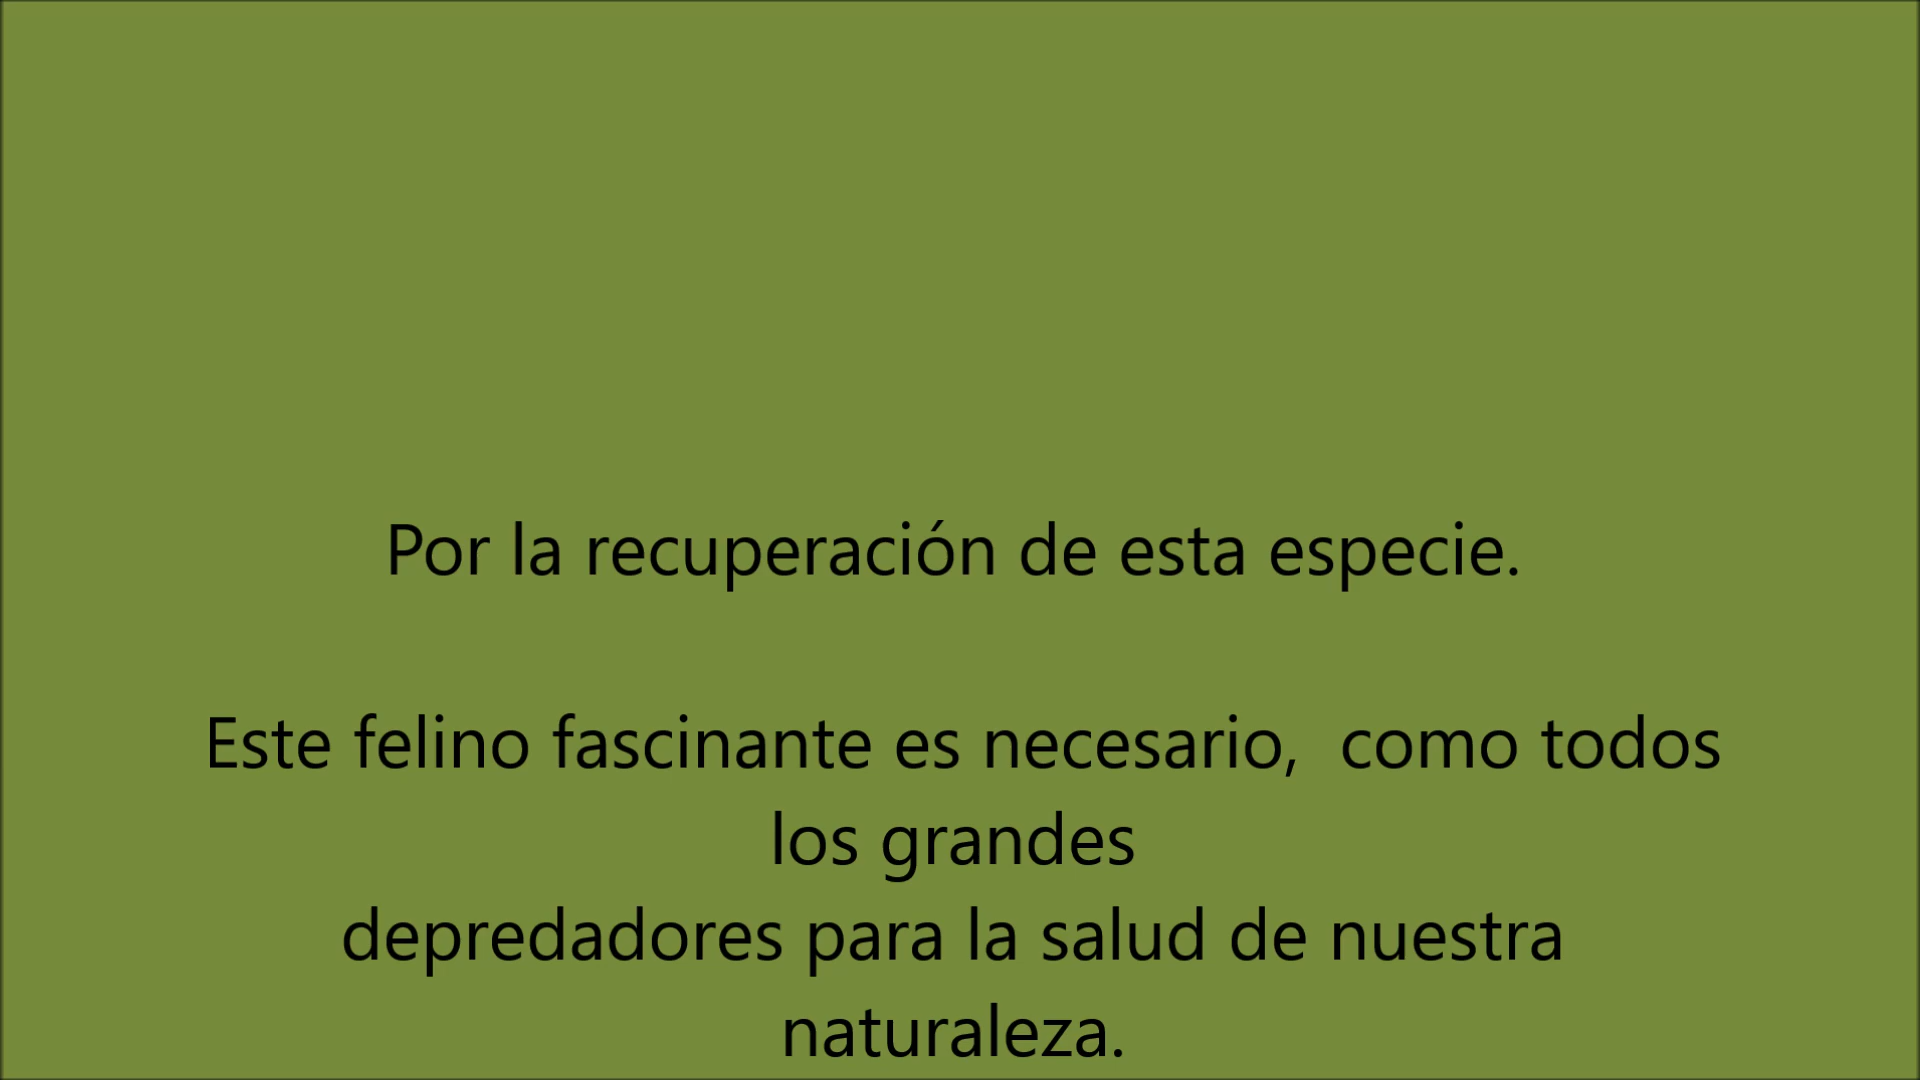 Por la recuperación de esta especie.
Este felino fascinante es necesario,  como todos
los grandes
depredadores para la salud de nuestra
naturaleza.